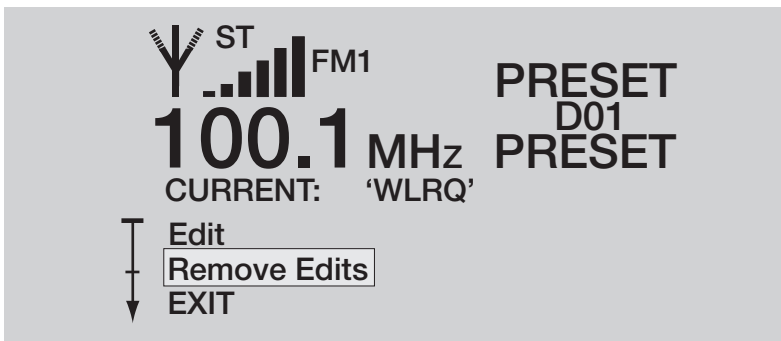 ST
FM1
PRESET
D01
100.1 MHz PRESET
CURRENT: ‘WLRQ’
Edit
Remove Edits
EXIT